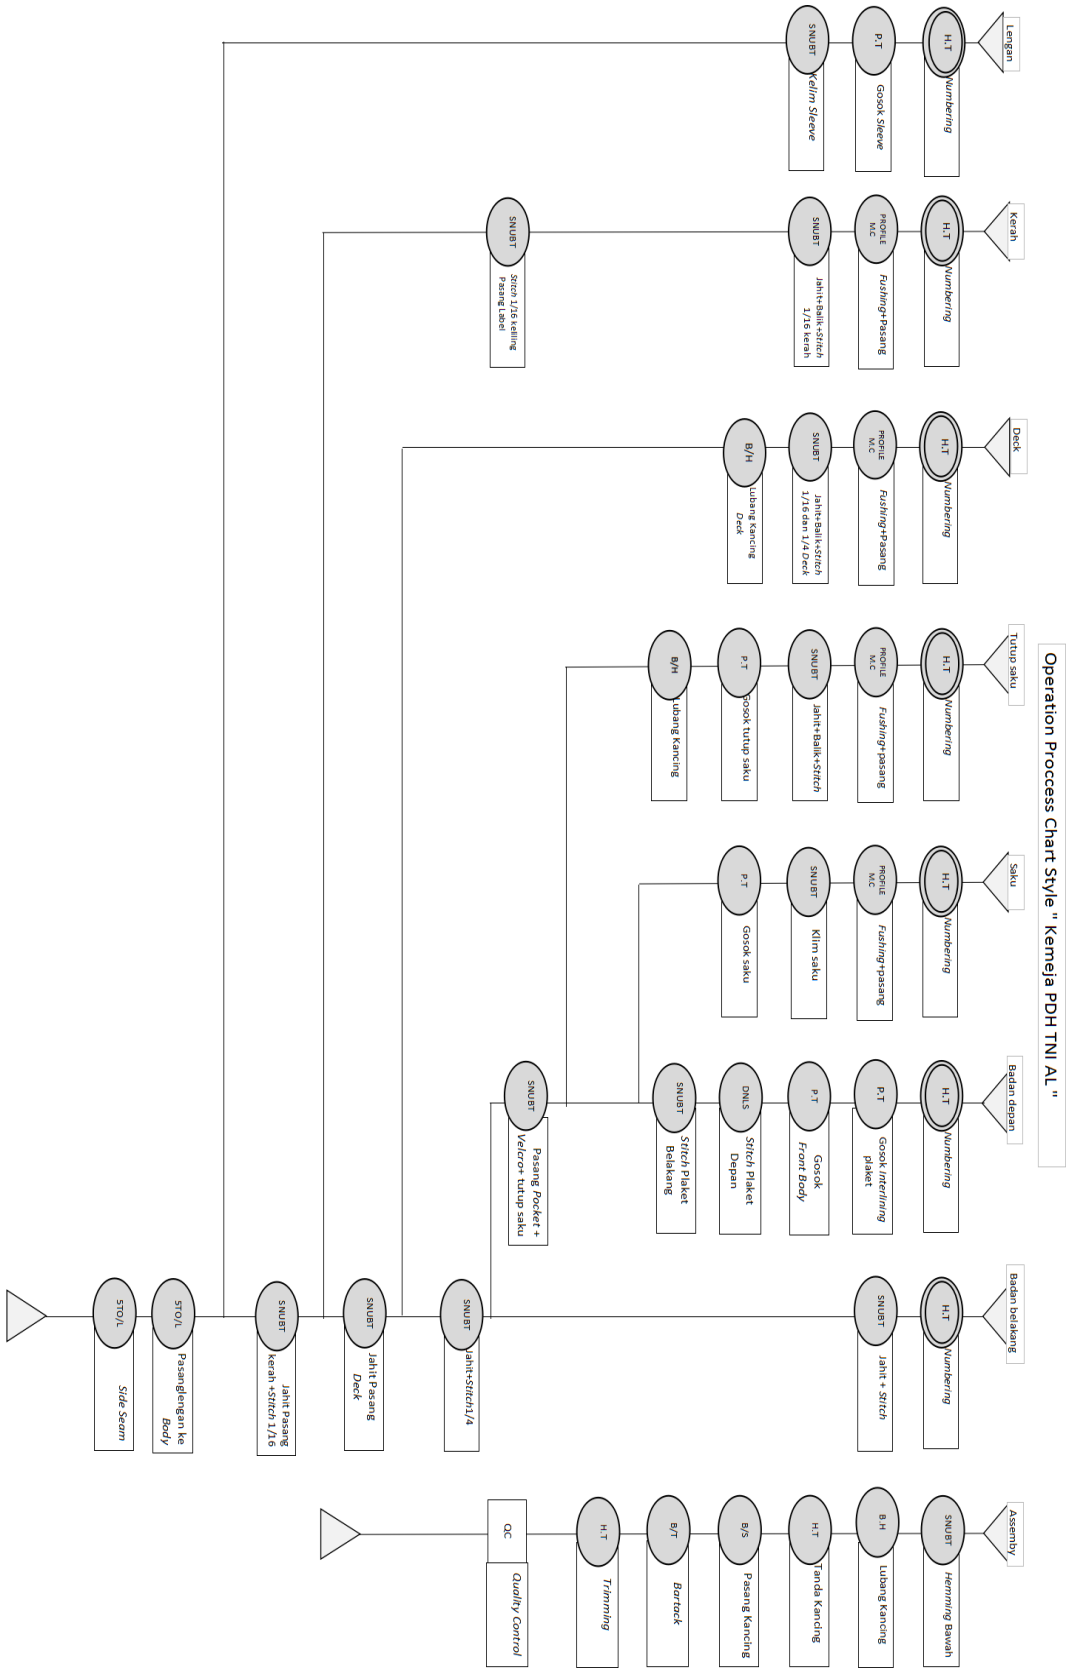 Operation Proccess Chart Style " Kemeja PDH TNI AL "
Lengan
H.T
Numbering
P.T
Gosok Sleeve
SNUBT
Kelim Sleeve
Kerah
H.T
Numbering
PROFILE
M.C
Fushing+Pasang
SNUBT
Jahit+Balik+Stitch
1/16 kerah
SNUBT
Stitch 1/16 keliling
Pasang Label
Deck
H.T
Numbering
PROFILE
M.C
Fushing+Pasang
SNUBT
Jahit+Balik+Stitch
1/16 dan 1/4 Deck
B/H
Lubang Kancing
Deck
Tutup saku
H.T
Numbering
PROFILE
M.C
Fushing+pasang
SNUBT
Jahit+Balik+Stitch
P.T
Gosok tutup saku
B/H
Lubang Kancing
Saku
H.T
Numbering
PROFILE
M.C
Fushing+pasang
SNUBT
Klim saku
P.T
Gosok saku
Badan depan
H.T
Numbering
P.T
Gosok Interlining
plaket
P.T
Gosok
Front Body
DNLS
Stitch Plaket
Depan
SNUBT
Stitch Plaket
Belakang
SNUBT
Pasang Pocket +
Velcro+ tutup saku
Badan belakang
H.T
Numbering
SNUBT
Jahit + Stitch
SNUBT
Jahit+Stitch1/4
SNUBT
Jahit Pasang
Deck
SNUBT
Jahit Pasang
kerah +Stitch 1/16
5TO/L
Pasanglengan ke
Body
5TO/L
Side Seam
Assemby
SNUBT
Hemming Bawah
B.H
Lubang Kancing
H.T
Tanda Kancing
B/S
Pasang Kancing
B/T
Bartack
H.T
Trimming
QC
Quality Control